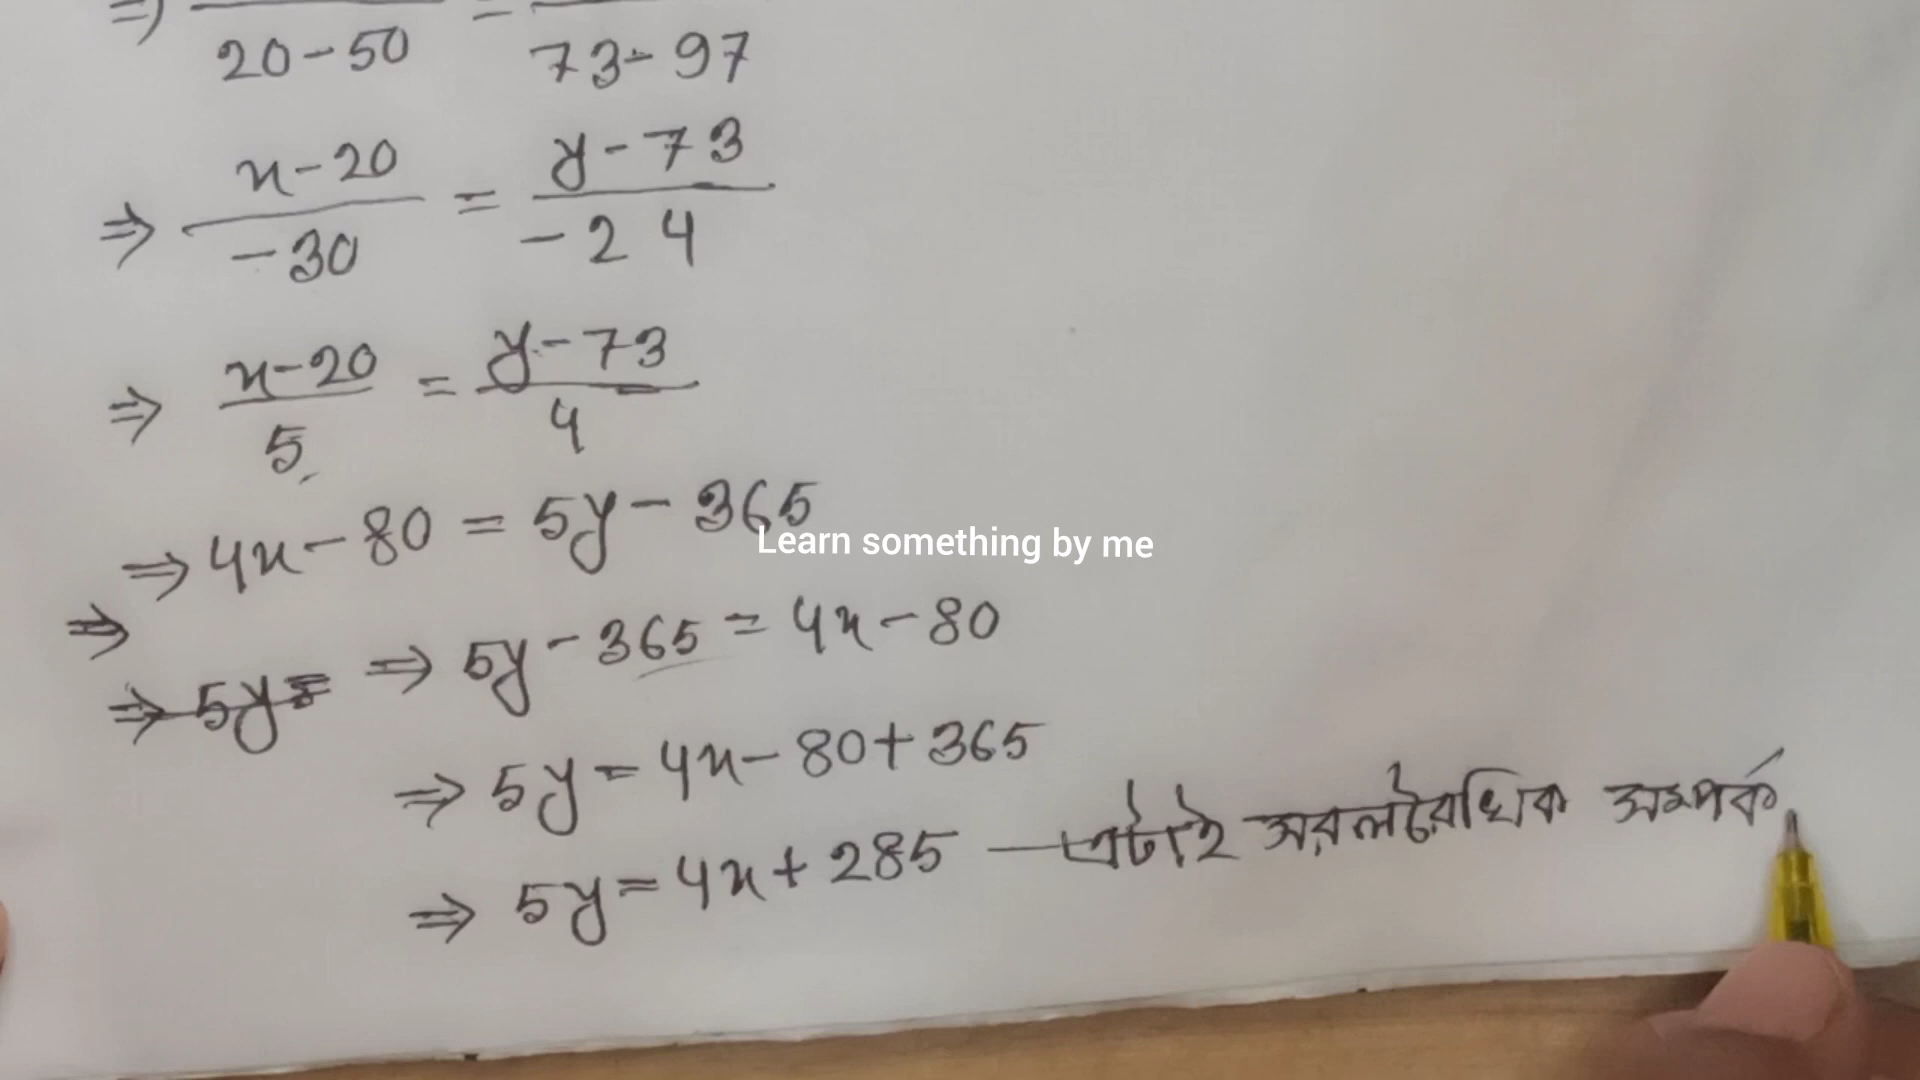 ⇒ ――― = ―――
20-50   73-97
⇒ x-20/-30 = y-73/-24
⇒ x-20/5 = y-73/4
⇒ 4x-80 = 5y-365
Learn something by me
⇒
⇒ 5y= ⇒ 5y-365 = 4x-80
⇒ 5y = 4x-80+365
⇒ 5y = 4x+285 — এটাই সরলরৈখিক সম্পর্ক